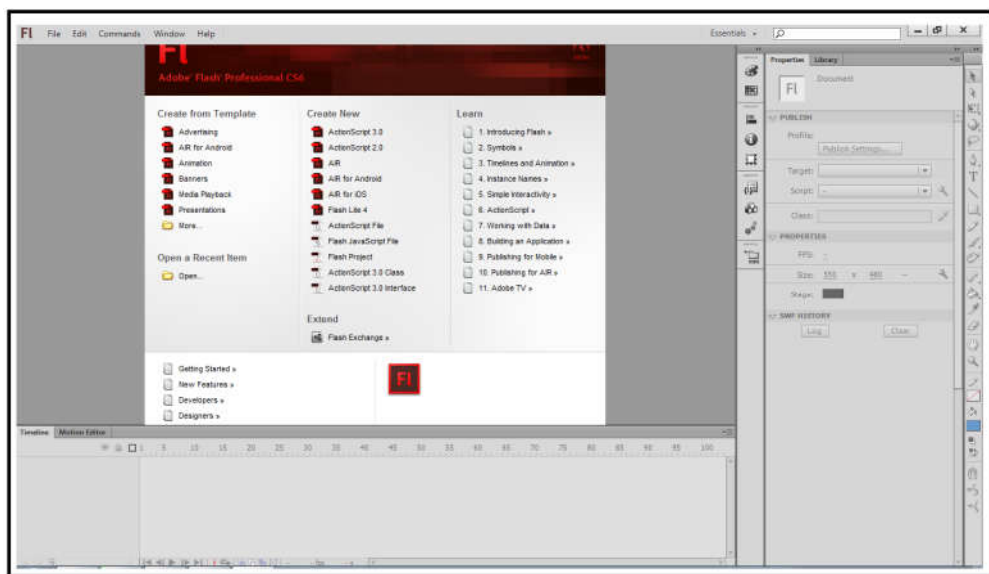 Fl File Edit Commands Window Help Essentials
Fl
Adobe® Flash® Professional CS6
Create from Template
Advertising
AIR for Android
Animation
Banners
Media Playback
Presentations
More...
Open a Recent Item
Open...
Create New
ActionScript 3.0
ActionScript 2.0
AIR
AIR for Android
AIR for iOS
Flash Lite 4
ActionScript File
Flash JavaScript File
Flash Project
ActionScript 3.0 Class
ActionScript 3.0 Interface
Extend
Flash Exchange »
Learn
1. Introducing Flash »
2. Symbols »
3. Timelines and Animation »
4. Instance Names »
5. Simple Interactivity »
6. ActionScript »
7. Working with Data »
8. Building an Application »
9. Publishing for Mobile »
10. Publishing for AIR »
11. Adobe TV »
Getting Started »
New Features »
Developers »
Designers »
Fl
Properties Library
Fl Document
PUBLISH
Profile:
Publish Settings...
Target:
Script: -
Class:
PROPERTIES
FPS: -
Size: 550 x 400
Stage:
SWF HISTORY
Log Clear
T
Timeline Motion Editor
1 5 10 15 20 25 30 35 40 45 50 55 60 65 70 75 80 85 90 95 100